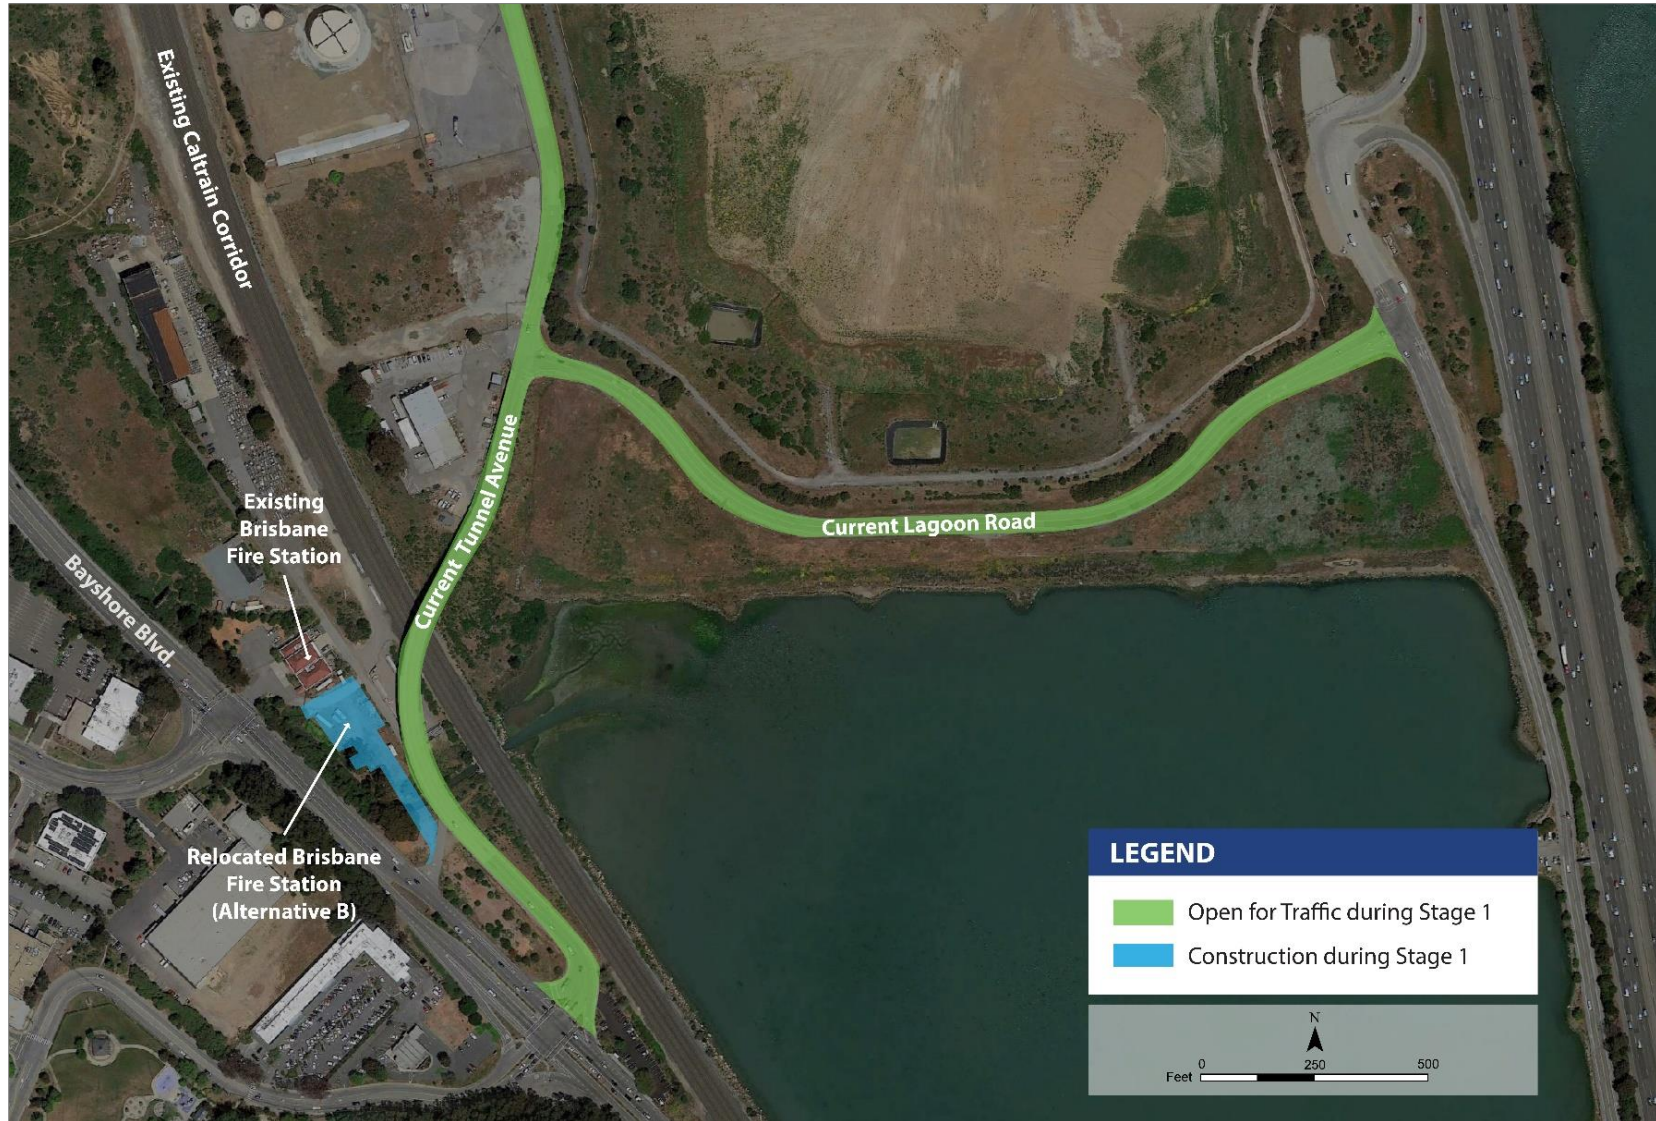 Existing Caltrain Corridor
Existing
Brisbane
Fire Station
Bayshore Blvd.
Current Tunnel Avenue
Current Lagoon Road
Relocated Brisbane
Fire Station
(Alternative B)
LEGEND
Open for Traffic during Stage 1
Construction during Stage 1
N
0 250 500
Feet